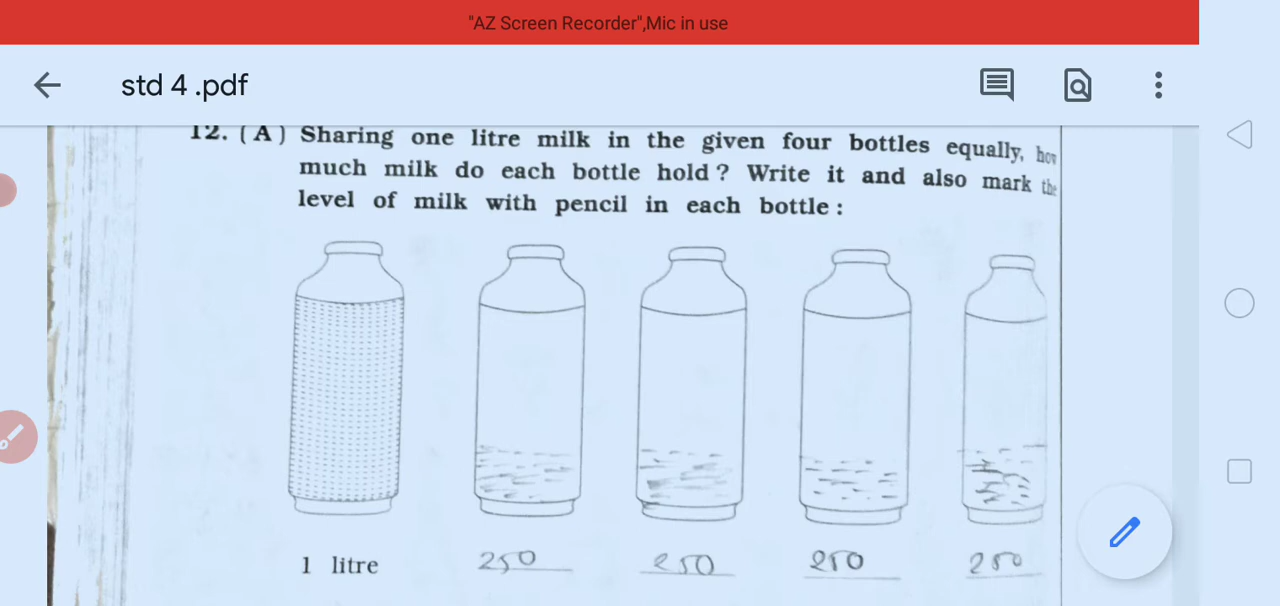 "AZ Screen Recorder",Mic in use
std 4 .pdf
12. (A) Sharing one litre milk in the given four bottles equally, how
much milk do each bottle hold ? Write it and also mark the
level of milk with pencil in each bottle :
1 litre 250 250 250 250